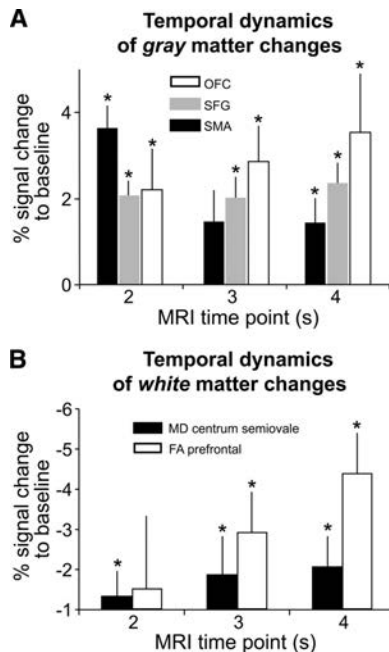 A
Temporal dynamics
of gray matter changes
% signal change
to baseline
4
2
0
OFC
SFG
SMA
* * *
* *
* * *
2 3 4
MRI time point (s)
B
Temporal dynamics
of white matter changes
% signal change
to baseline
-6
-4
-3
-2
-1
MD centrum semiovale
FA prefrontal
*
* *
* *
2 3 4
MRI time point (s)